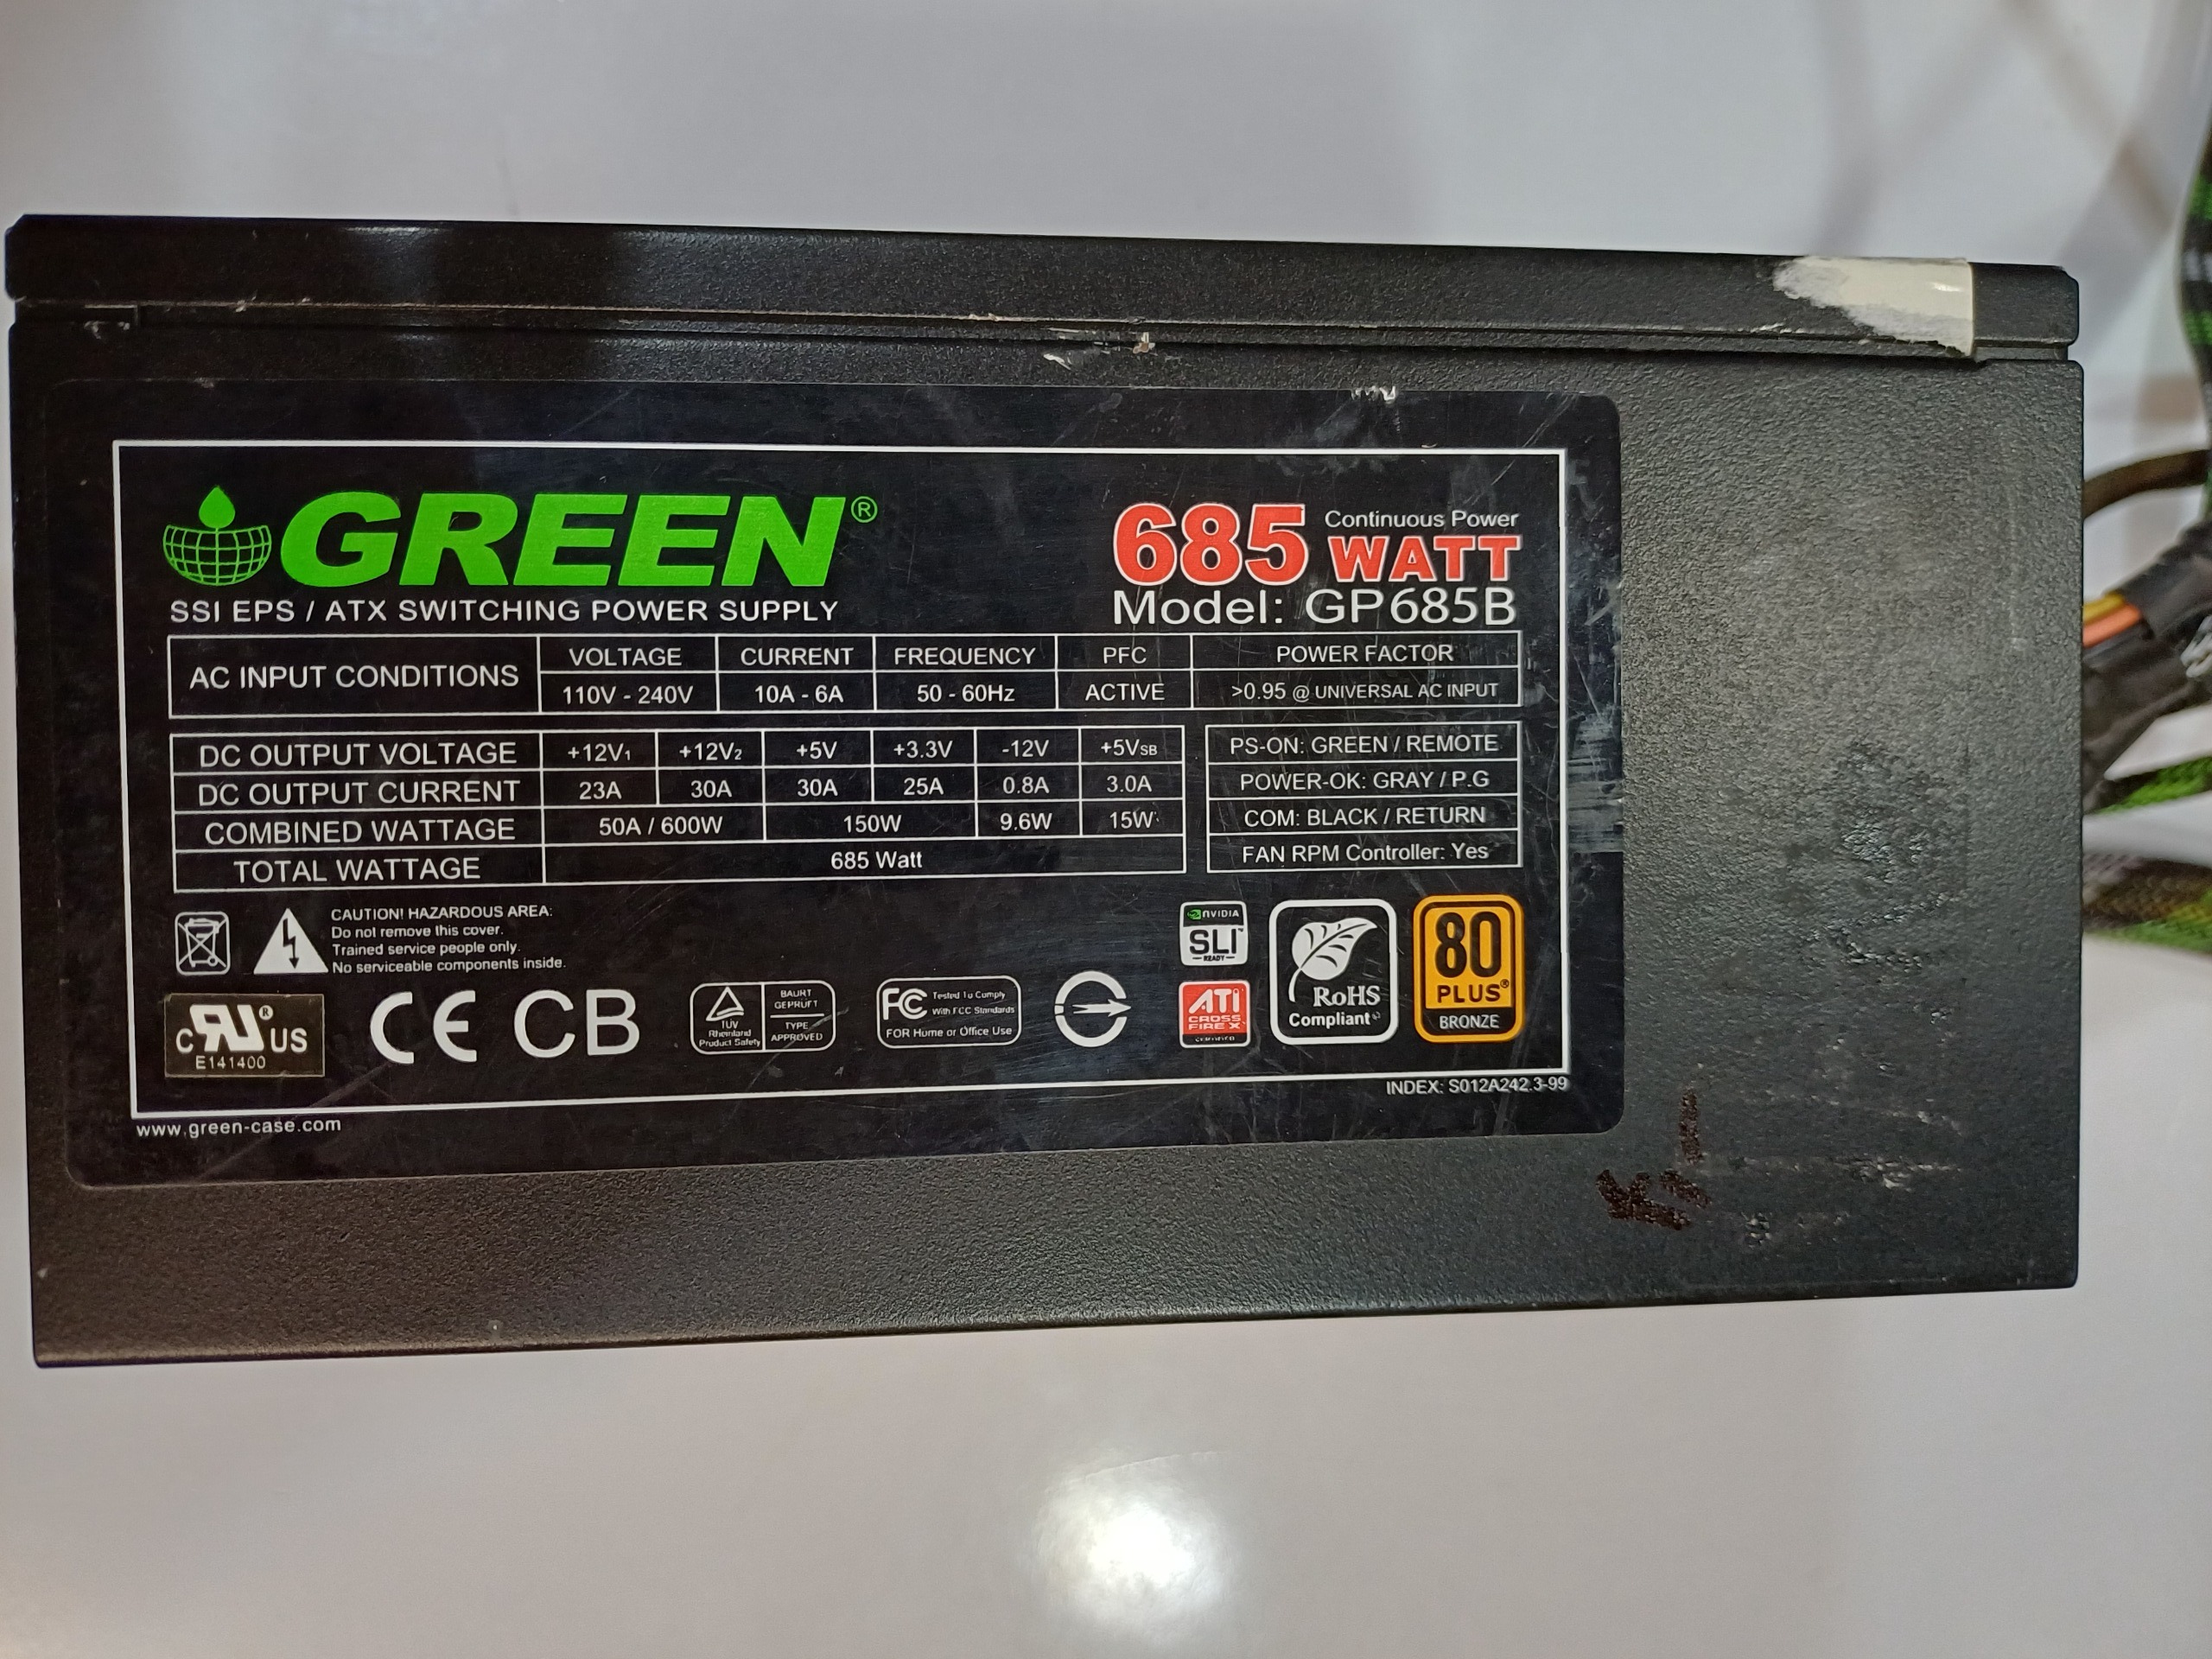 GREEN®
SSI EPS / ATX SWITCHING POWER SUPPLY
685 Continuous Power WATT
Model: GP685B
AC INPUT CONDITIONS VOLTAGE CURRENT FREQUENCY PFC POWER FACTOR
110V - 240V 10A - 6A 50 - 60Hz ACTIVE >0.95 @ UNIVERSAL AC INPUT
DC OUTPUT VOLTAGE +12V1 +12V2 +5V +3.3V -12V +5VSB
DC OUTPUT CURRENT 23A 30A 30A 25A 0.8A 3.0A
COMBINED WATTAGE 50A / 600W 150W 9.6W 15W
TOTAL WATTAGE 685 Watt
PS-ON: GREEN / REMOTE
POWER-OK: GRAY / P.G
COM: BLACK / RETURN
FAN RPM Controller: Yes
CAUTION! HAZARDOUS AREA:
Do not remove this cover.
Trained service people only.
No serviceable components inside.
C RU® US
E141400
CE CB
TÜV
Rheinland
Product Safety
BAURT
GEPRÜFT
TYPE
APPROVED
FC Tested To Comply
With FCC Standards
FOR Home or Office Use
NVIDIA
SLI
READY
ATI
CROSS
FIRE X
CERTIFIED
RoHS
Compliant
80
PLUS®
BRONZE
INDEX: S012A242.3-99
www.green-case.com